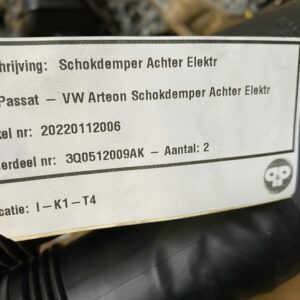 hrijving: Schokdemper Achter Elektr
Passat – VW Arteon Schokdemper Achter Elektr
kel nr: 20220112006
derdeel nr: 3Q0512009AK – Aantal: 2
catie: I–K1–T4